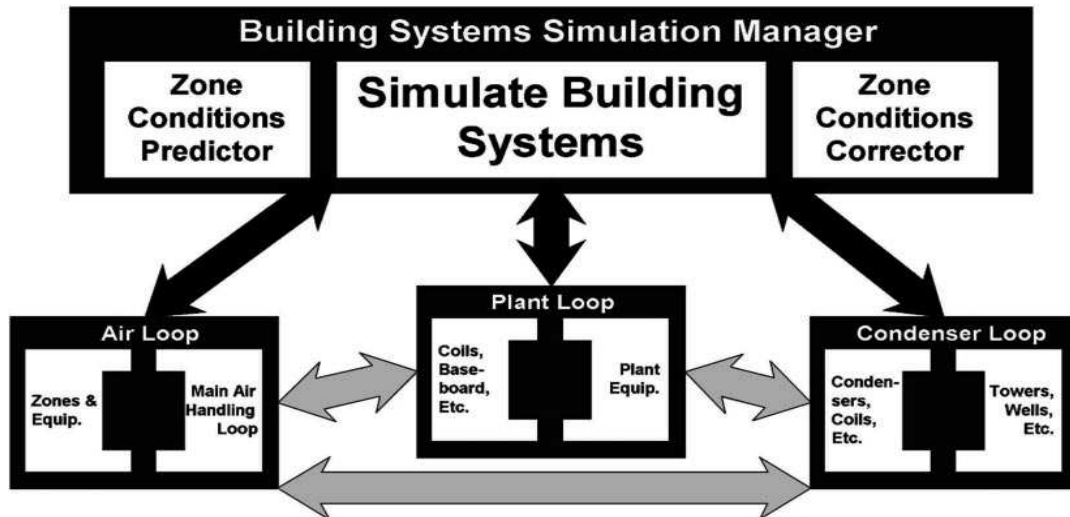 Building Systems Simulation Manager
Zone
Conditions
Predictor
Simulate Building
Systems
Zone
Conditions
Corrector
Air Loop
Zones &
Equip.
Main Air
Handling
Loop
Plant Loop
Coils,
Base-
board,
Etc.
Plant
Equip.
Condenser Loop
Conden-
sers,
Coils,
Etc.
Towers,
Wells,
Etc.